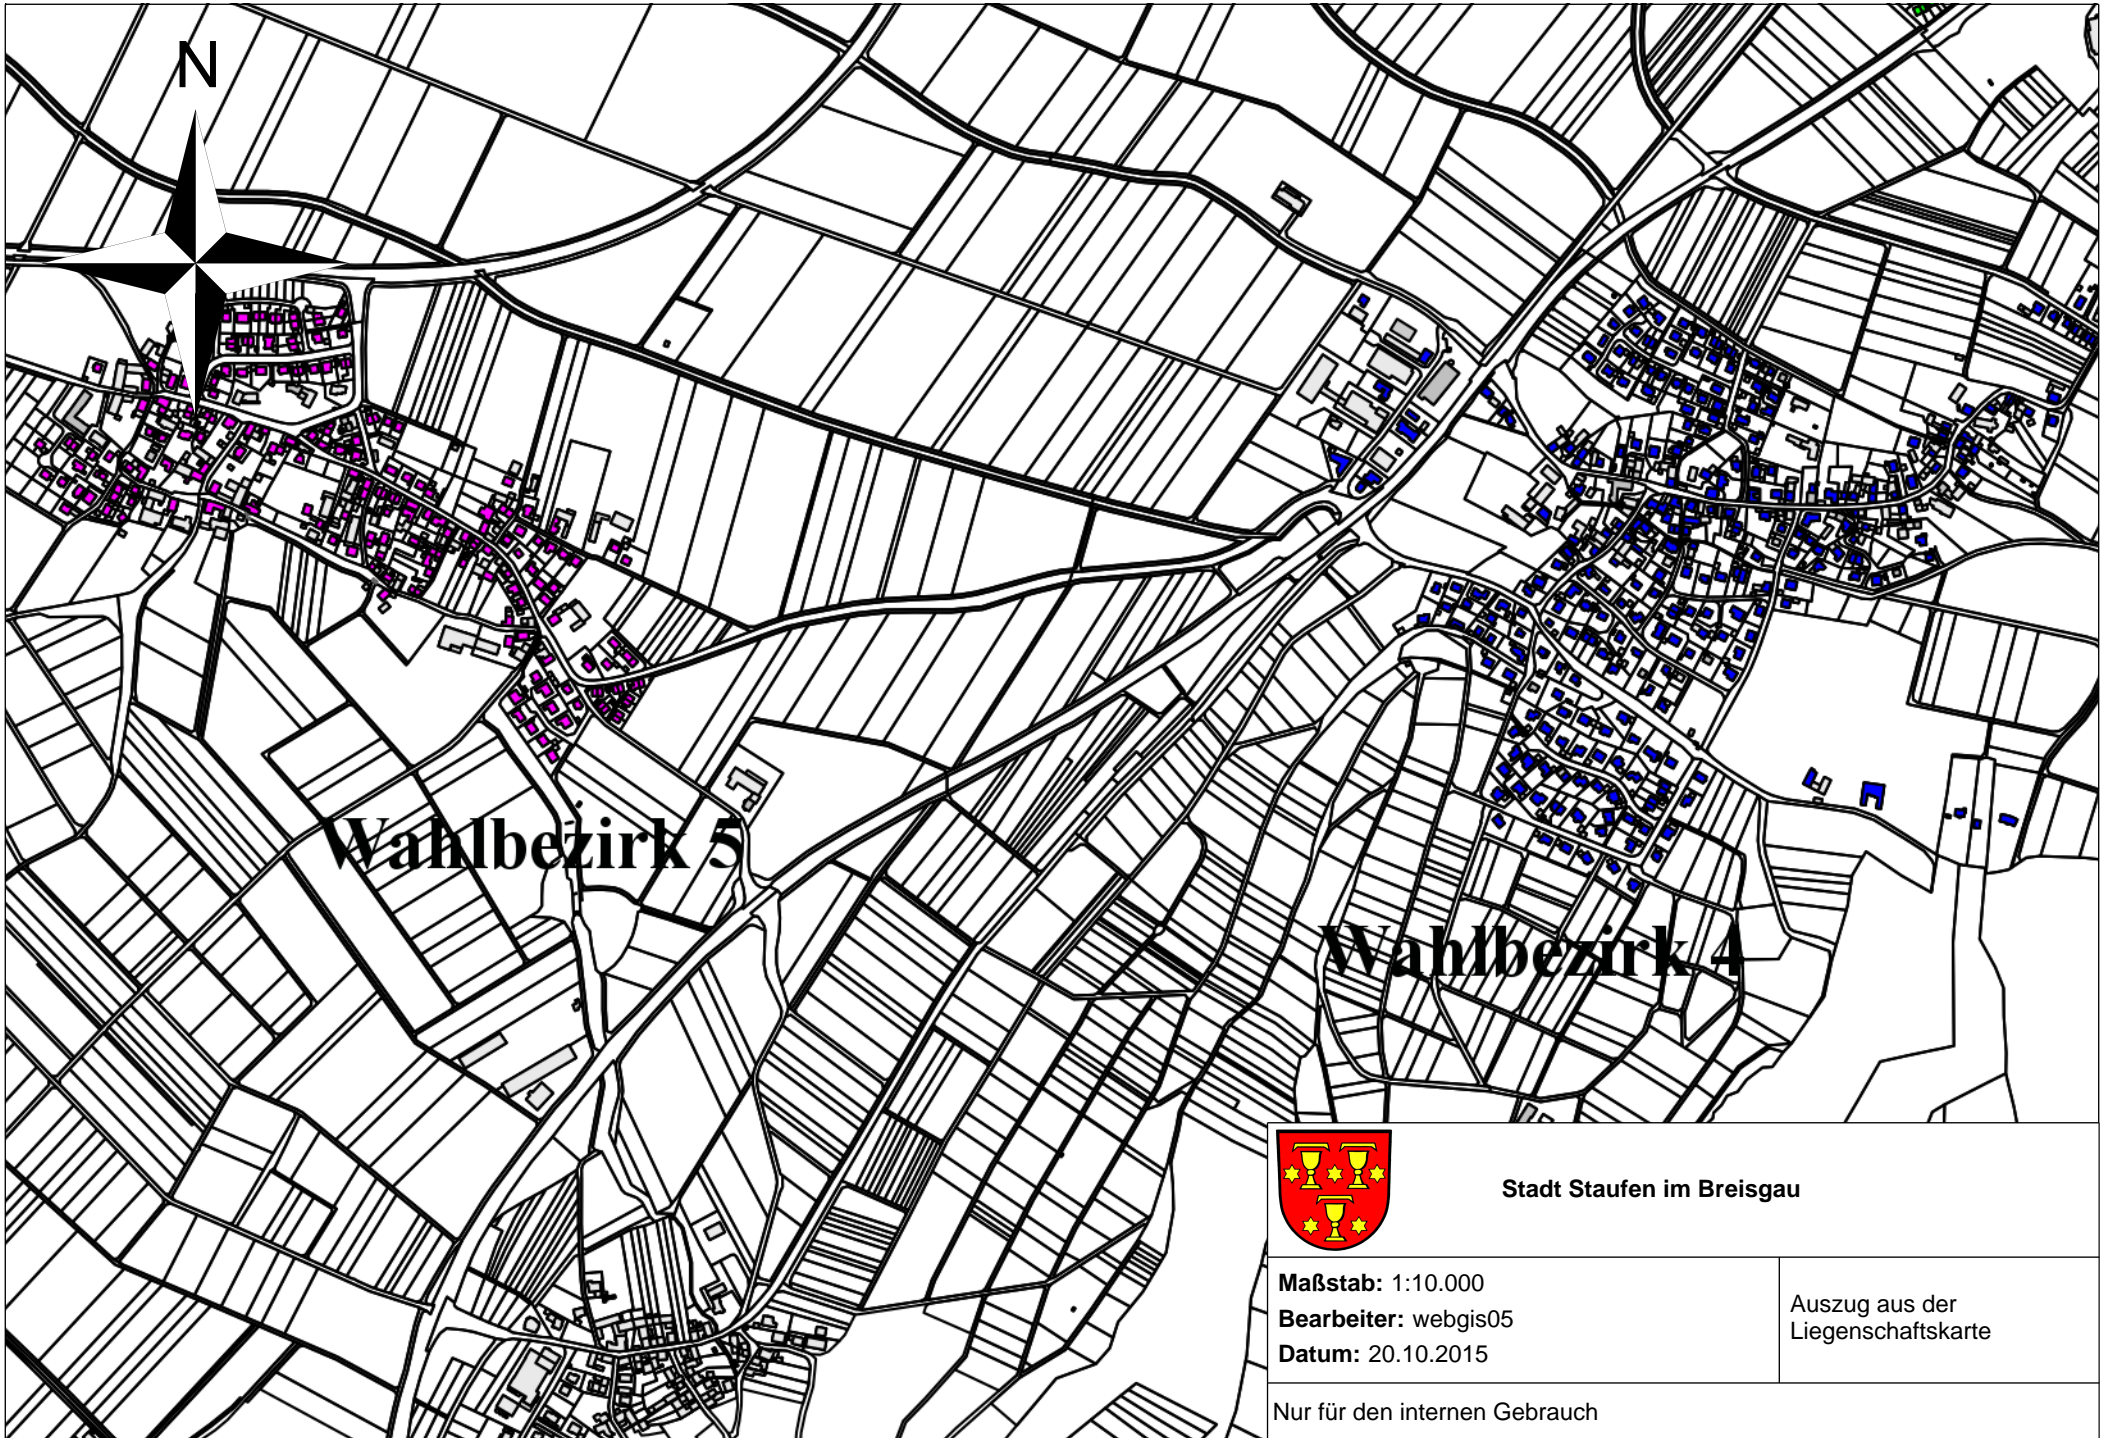 N
Wahlbezirk 5
Wahlbezirk 4
Stadt Staufen im Breisgau
Maßstab: 1:10.000
Bearbeiter: webgis05
Datum: 20.10.2015
Auszug aus der
Liegenschaftskarte
Nur für den internen Gebrauch